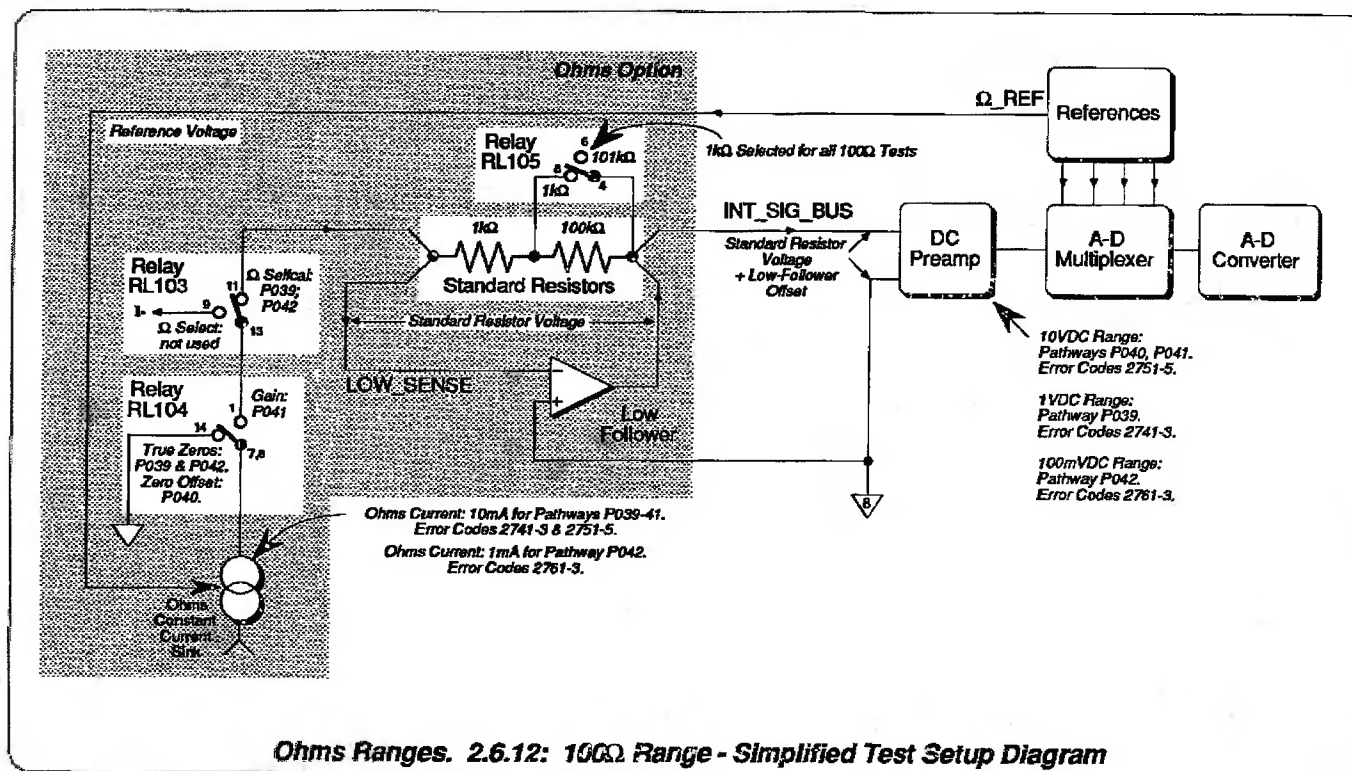 Ohms Option
Reference Voltage
Ω_REF
References
Relay
RL105
6
101kΩ
8
4
1kΩ
1kΩ Selected for all 100Ω Tests
INT_SIG_BUS
Standard Resistor
Voltage
+ Low-Follower
Offset
DC
Preamp
A-D
Multiplexer
A-D
Converter
1kΩ
100kΩ
Standard Resistors
Relay
RL103
11
Ω Selfcal:
P039;
P042
9
I-
13
Ω Select:
not used
Standard Resistor Voltage
LOW_SENSE
−
+
Low
Follower
10VDC Range:
Pathways P040, P041.
Error Codes 2751-5.
1VDC Range:
Pathway P039.
Error Codes 2741-3.
100mVDC Range:
Pathway P042.
Error Codes 2761-3.
Relay
RL104
1
Gain:
P041
14
7,8
True Zeros:
P039 & P042.
Zero Offset:
P040.
8
Ohms Current: 10mA for Pathways P039-41.
Error Codes 2741-3 & 2751-5.
Ohms Current: 1mA for Pathway P042.
Error Codes 2761-3.
Ohms
Constant
Current
Sink
Ohms Ranges. 2.6.12: 100Ω Range - Simplified Test Setup Diagram